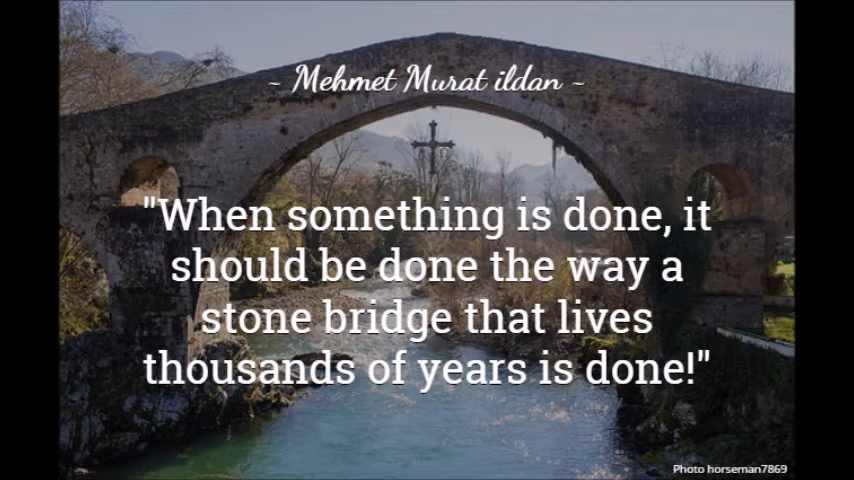 ~ Mehmet Murat ildan ~
"When something is done, it
should be done the way a
stone bridge that lives
thousands of years is done!"
Photo horseman7869